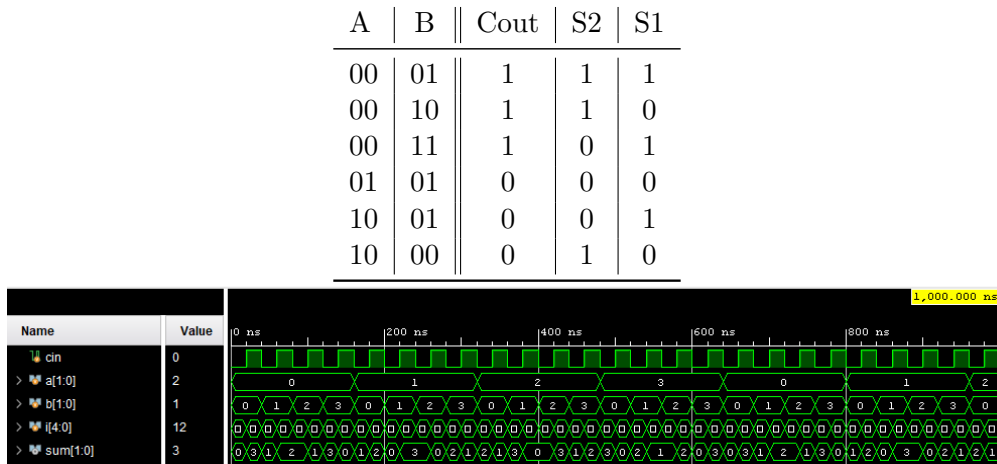 A B Cout S2 S1
00 01 1 1 1
00 10 1 1 0
00 11 1 0 1
01 01 0 0 0
10 01 0 0 1
10 00 0 1 0
1,000.000 ns
Name Value 0 ns 200 ns 400 ns 600 ns 800 ns
cin 0
a[1:0] 2 0 1 2 3 0 1 2
b[1:0] 1 0 1 2 3 0 1 2 3 0 1 2 3 0 1 2 3 0 1 2 3 0 1 2 3 0
i[4:0] 12
sum[1:0] 3